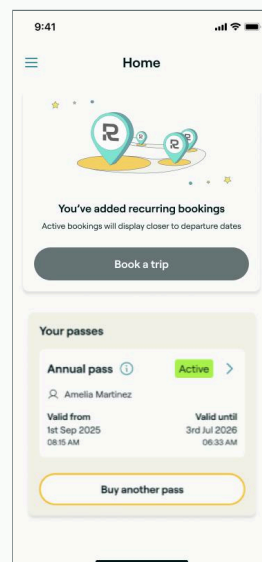 9:41
Home
You've added recurring bookings
Active bookings will display closer to departure dates
Book a trip
Your passes
Annual pass
Active
Amelia Martinez
Valid from
Valid until
1st Sep 2025
3rd Jul 2026
08:15 AM
06:33 AM
Buy another pass